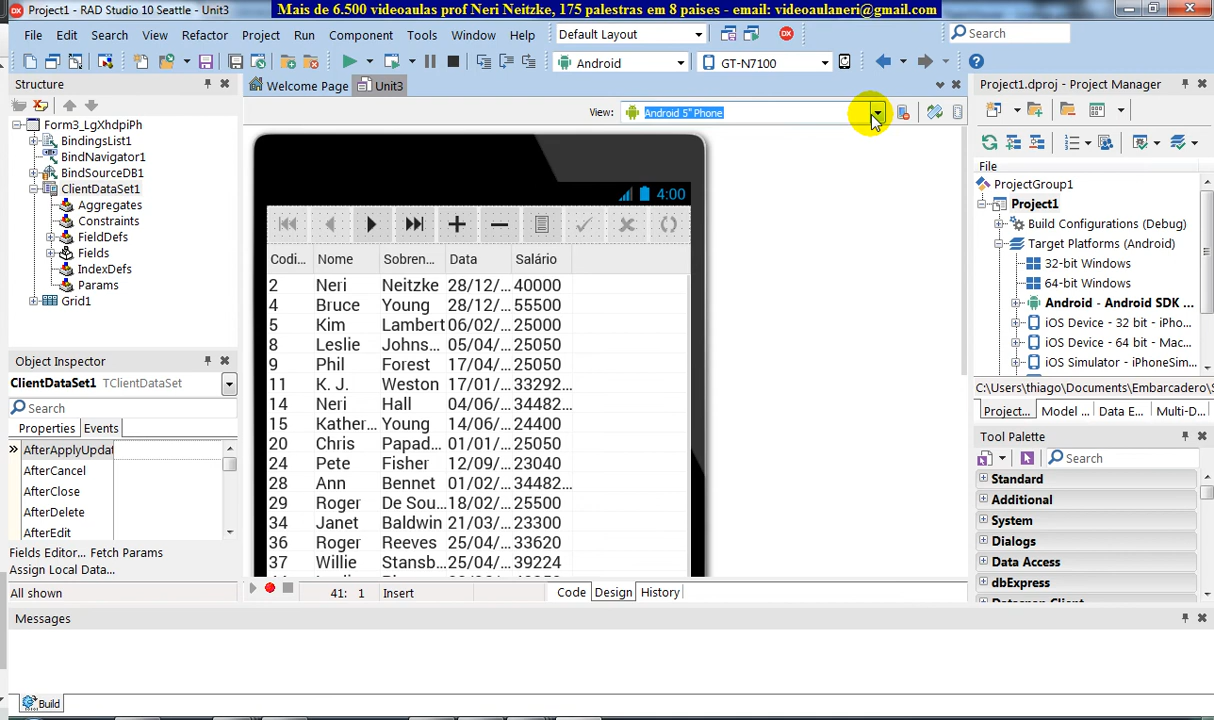 Project1 - RAD Studio 10 Seattle - Unit3
Mais de 6.500 videoaulas prof Neri Neitzke, 175 palestras em 8 paises - email: videoaulaneri@gmail.com
File Edit Search View Refactor Project Run Component Tools Window Help
Default Layout
Search
Android
GT-N7100
Structure
Welcome Page
Unit3
Project1.dproj - Project Manager
View:
Android 5" Phone
Form3_LgXhdpiPh
BindingsList1
BindNavigator1
BindSourceDB1
ClientDataSet1
Aggregates
Constraints
FieldDefs
Fields
IndexDefs
Params
Grid1
4:00
Codi... Nome Sobren... Data Salário
2 Neri Neitzke 28/12/... 40000
4 Bruce Young 28/12/... 55500
5 Kim Lambert 06/02/... 25000
8 Leslie Johns... 05/04/... 25050
9 Phil Forest 17/04/... 25050
11 K. J. Weston 17/01/... 33292...
14 Neri Hall 04/06/... 34482...
15 Kather... Young 14/06/... 24400
20 Chris Papad... 01/01/... 25050
24 Pete Fisher 12/09/... 23040
28 Ann Bennet 01/02/... 34482...
29 Roger De Sou... 18/02/... 25500
34 Janet Baldwin 21/03/... 23300
36 Roger Reeves 25/04/... 33620
37 Willie Stansb... 25/04/... 39224
File
ProjectGroup1
Project1
Build Configurations (Debug)
Target Platforms (Android)
32-bit Windows
64-bit Windows
Android - Android SDK ...
iOS Device - 32 bit - iPho...
iOS Device - 64 bit - Mac...
iOS Simulator - iPhoneSim...
C:\Users\thiago\Documents\Embarcadero\S
Project... Model ... Data E... Multi-D...
Object Inspector
ClientDataSet1 TClientDataSet
Search
Properties Events
AfterApplyUpdat
AfterCancel
AfterClose
AfterDelete
AfterEdit
Fields Editor... Fetch Params
Assign Local Data...
All shown
Tool Palette
Search
Standard
Additional
System
Dialogs
Data Access
dbExpress
41: 1
Insert
Code Design History
Messages
Build